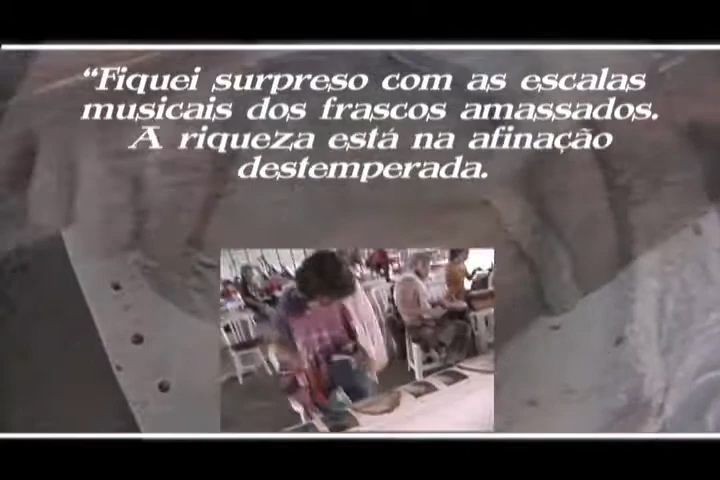 “Fiquei surpreso com as escalas
musicais dos frascos amassados.
A riqueza está na afinação
destemperada.